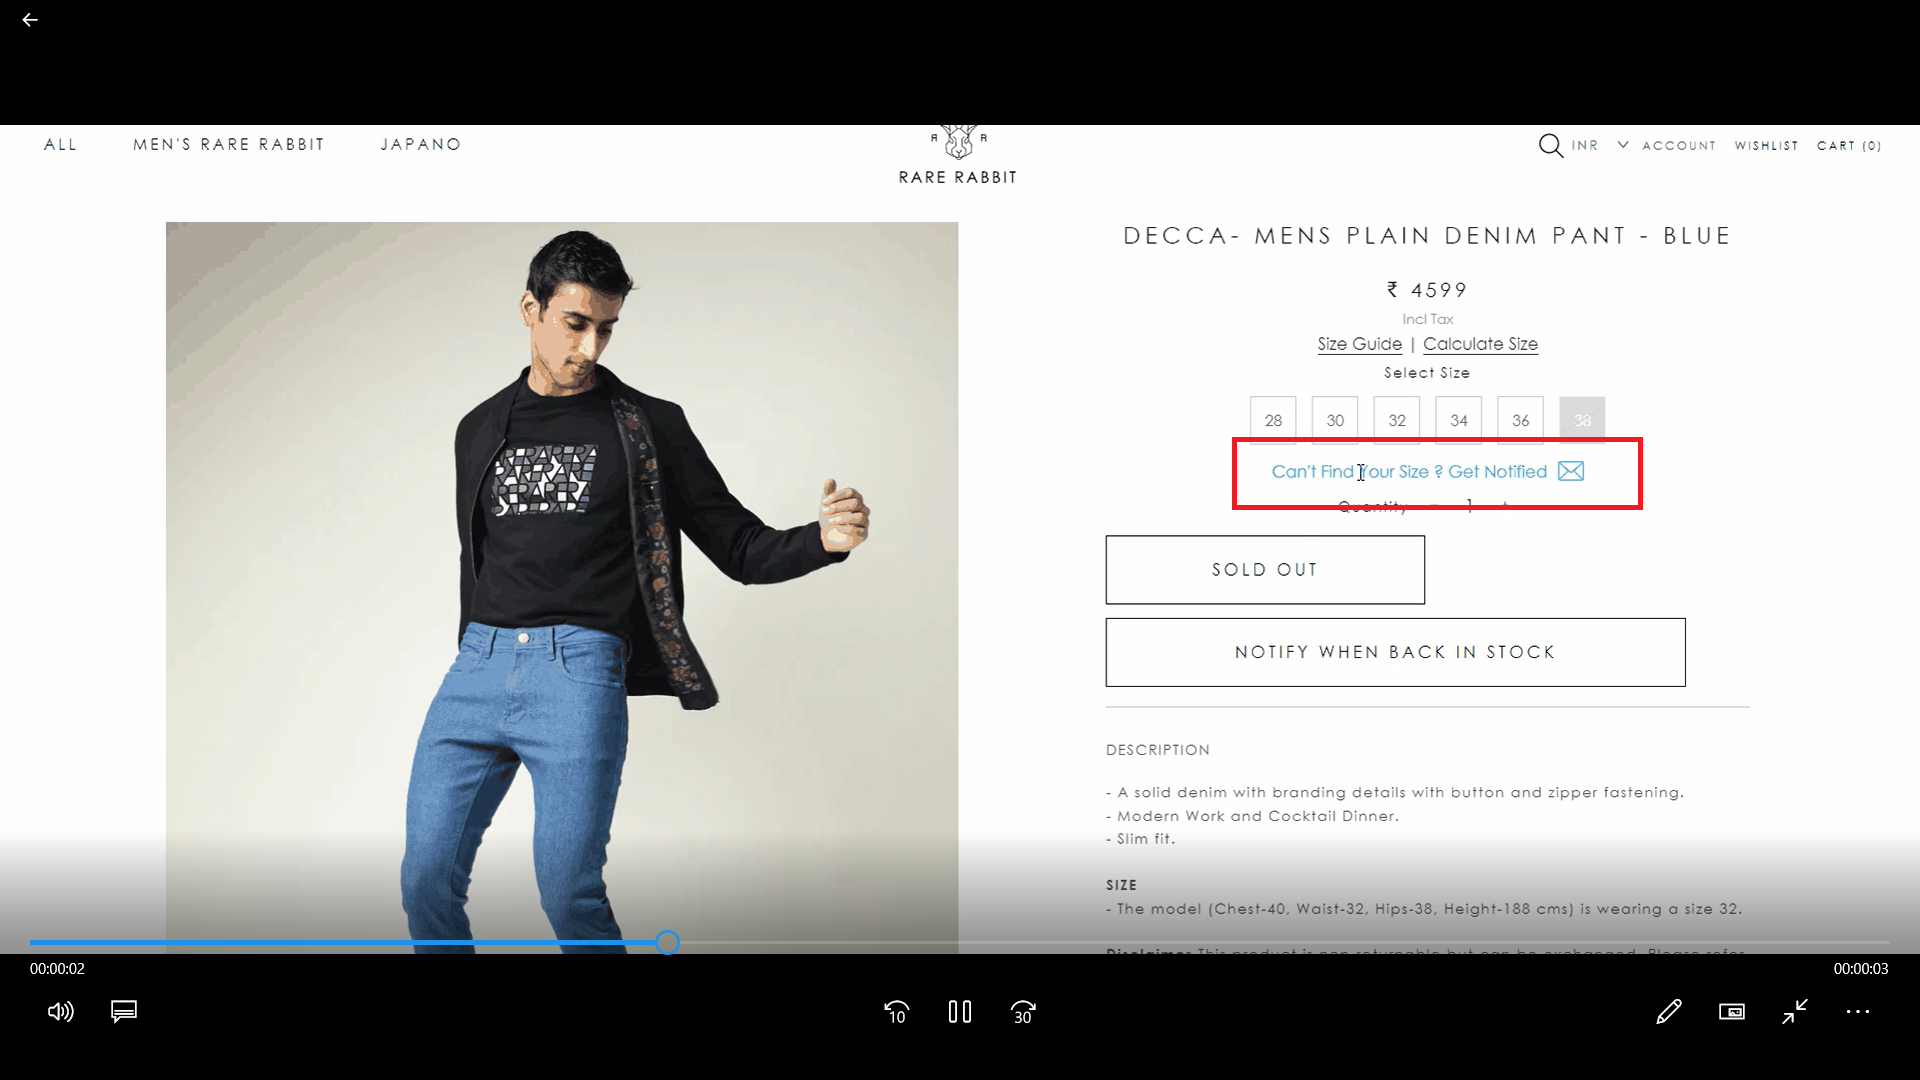 ALL MEN'S RARE RABBIT JAPANO
R R
RARE RABBIT
INR ACCOUNT WISHLIST CART (0)
DECCA- MENS PLAIN DENIM PANT - BLUE
₹ 4599
Incl Tax
Size Guide | Calculate Size
Select Size
28 30 32 34 36 38
Can't Find Your Size ? Get Notified
Quantity - 1 +
SOLD OUT
NOTIFY WHEN BACK IN STOCK
DESCRIPTION
- A solid denim with branding details with button and zipper fastening.
- Modern Work and Cocktail Dinner.
- Slim fit.
SIZE
- The model (Chest-40, Waist-32, Hips-38, Height-188 cms) is wearing a size 32.
Disclaimer This product is non returnable but can be exchanged. Please refer
00:00:02 00:00:03
10 30